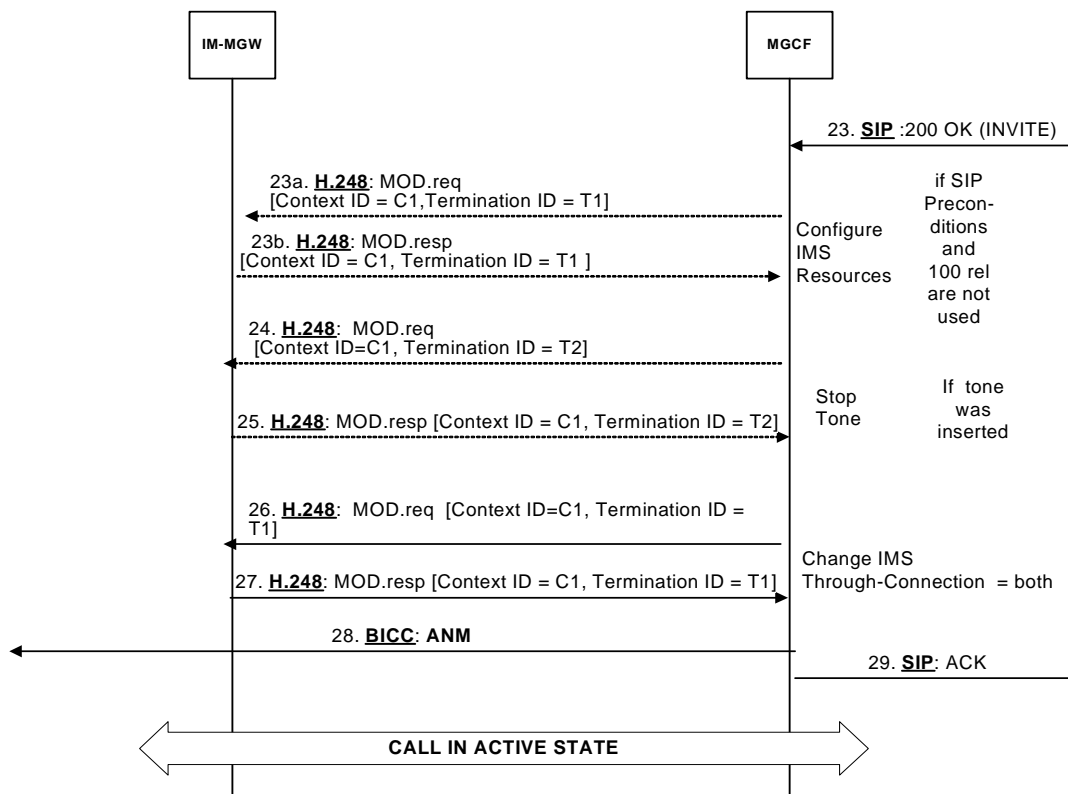 IM-MGW
MGCF
23. SIP :200 OK (INVITE)
23a. H.248: MOD.req
[Context ID = C1,Termination ID = T1]
23b. H.248: MOD.resp
[Context ID = C1, Termination ID = T1 ]
Configure
IMS
Resources
if SIP
Precon-
ditions
and
100 rel
are not
used
24. H.248: MOD.req
[Context ID=C1, Termination ID = T2]
25. H.248: MOD.resp [Context ID = C1, Termination ID = T2]
Stop
Tone
If tone
was
inserted
26. H.248: MOD.req [Context ID=C1, Termination ID =
T1]
27. H.248: MOD.resp [Context ID = C1, Termination ID = T1]
Change IMS
Through-Connection = both
28. BICC: ANM
29. SIP: ACK
CALL IN ACTIVE STATE